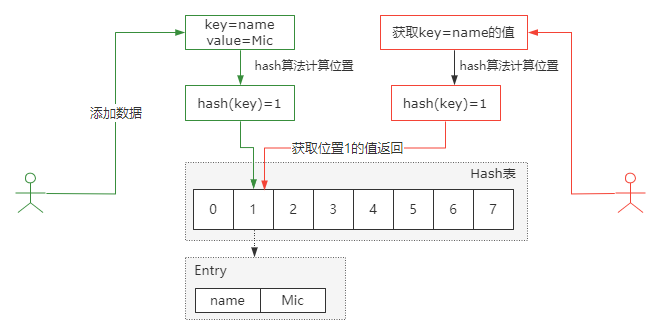 key=name
value=Mic
获取key=name的值
hash算法计算位置
hash算法计算位置
添加数据
hash(key)=1
hash(key)=1
获取位置1的值返回
Hash表
0 1 2 3 4 5 6 7
Entry
name Mic